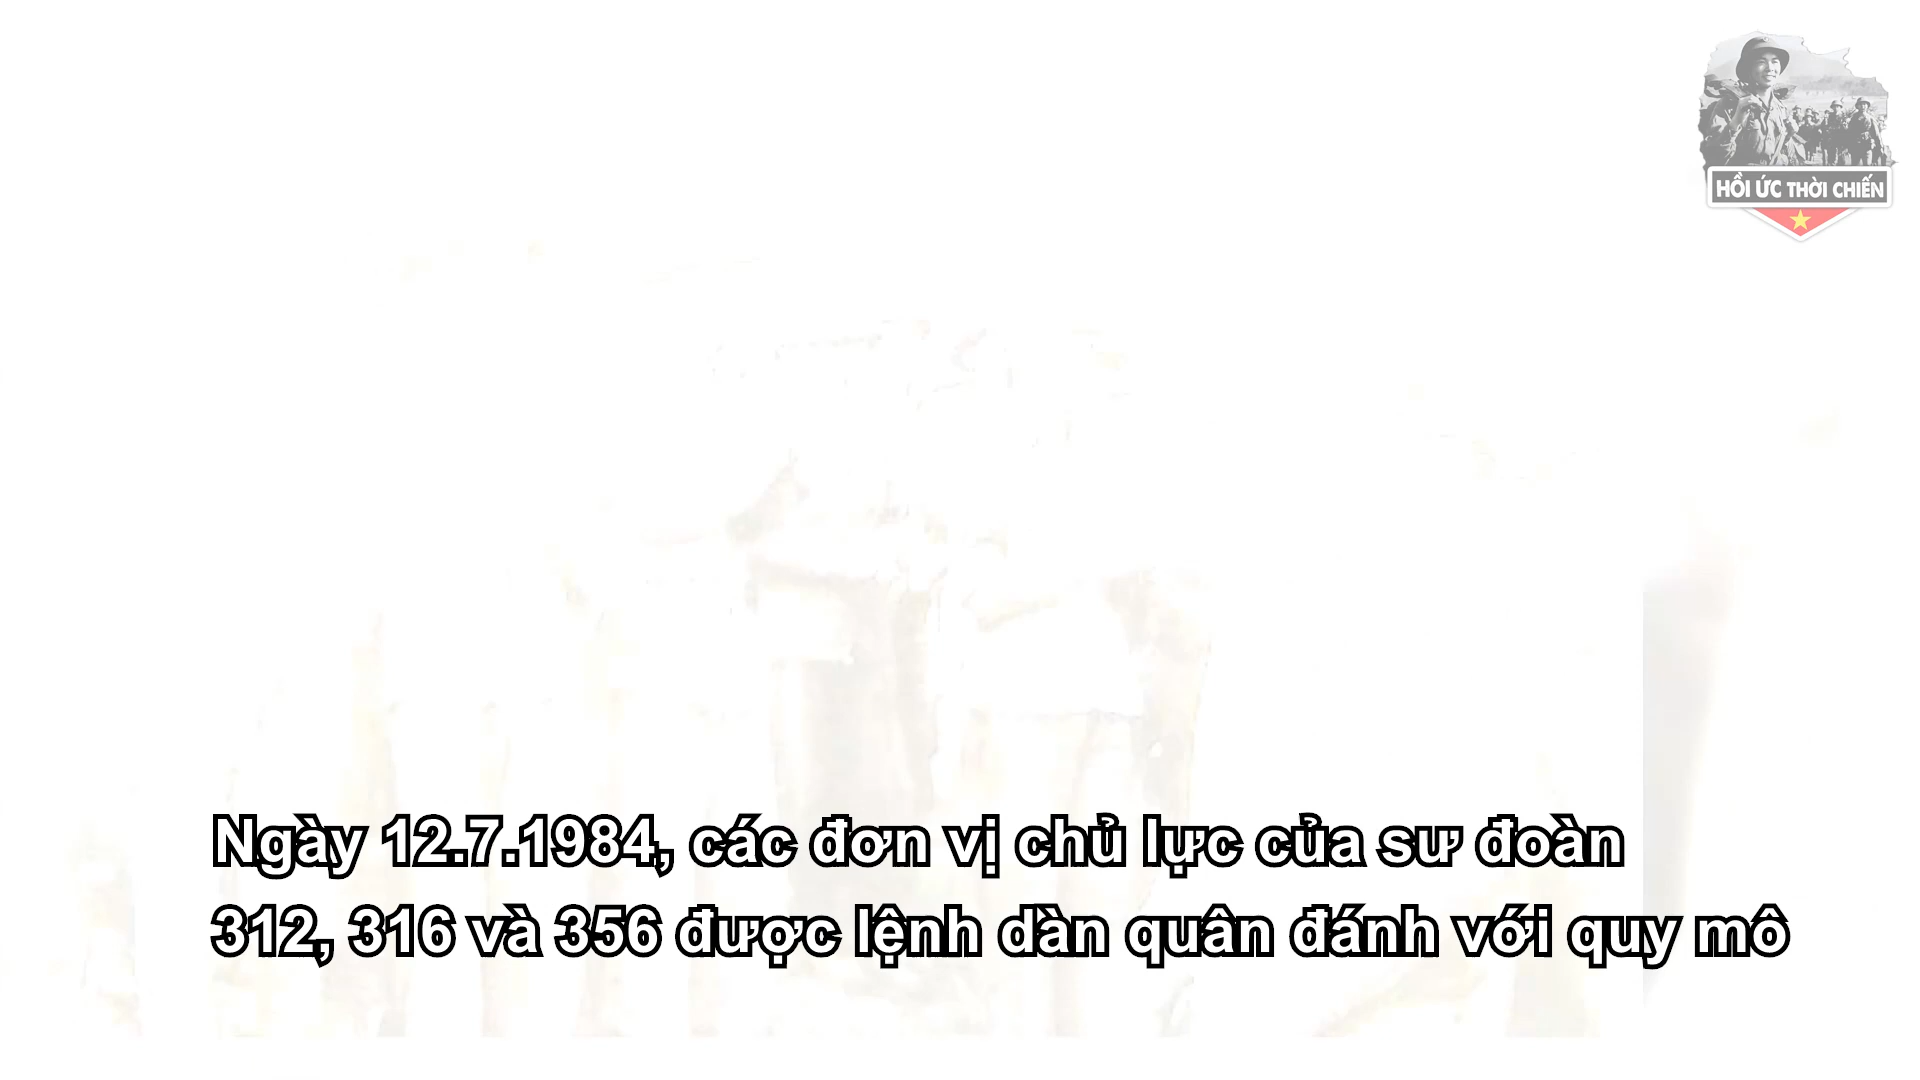 HỒI ỨC THỜI CHIẾN
Ngày 12.7.1984, các đơn vị chủ lực của sư đoàn
312, 316 và 356 được lệnh dàn quân đánh với quy mô